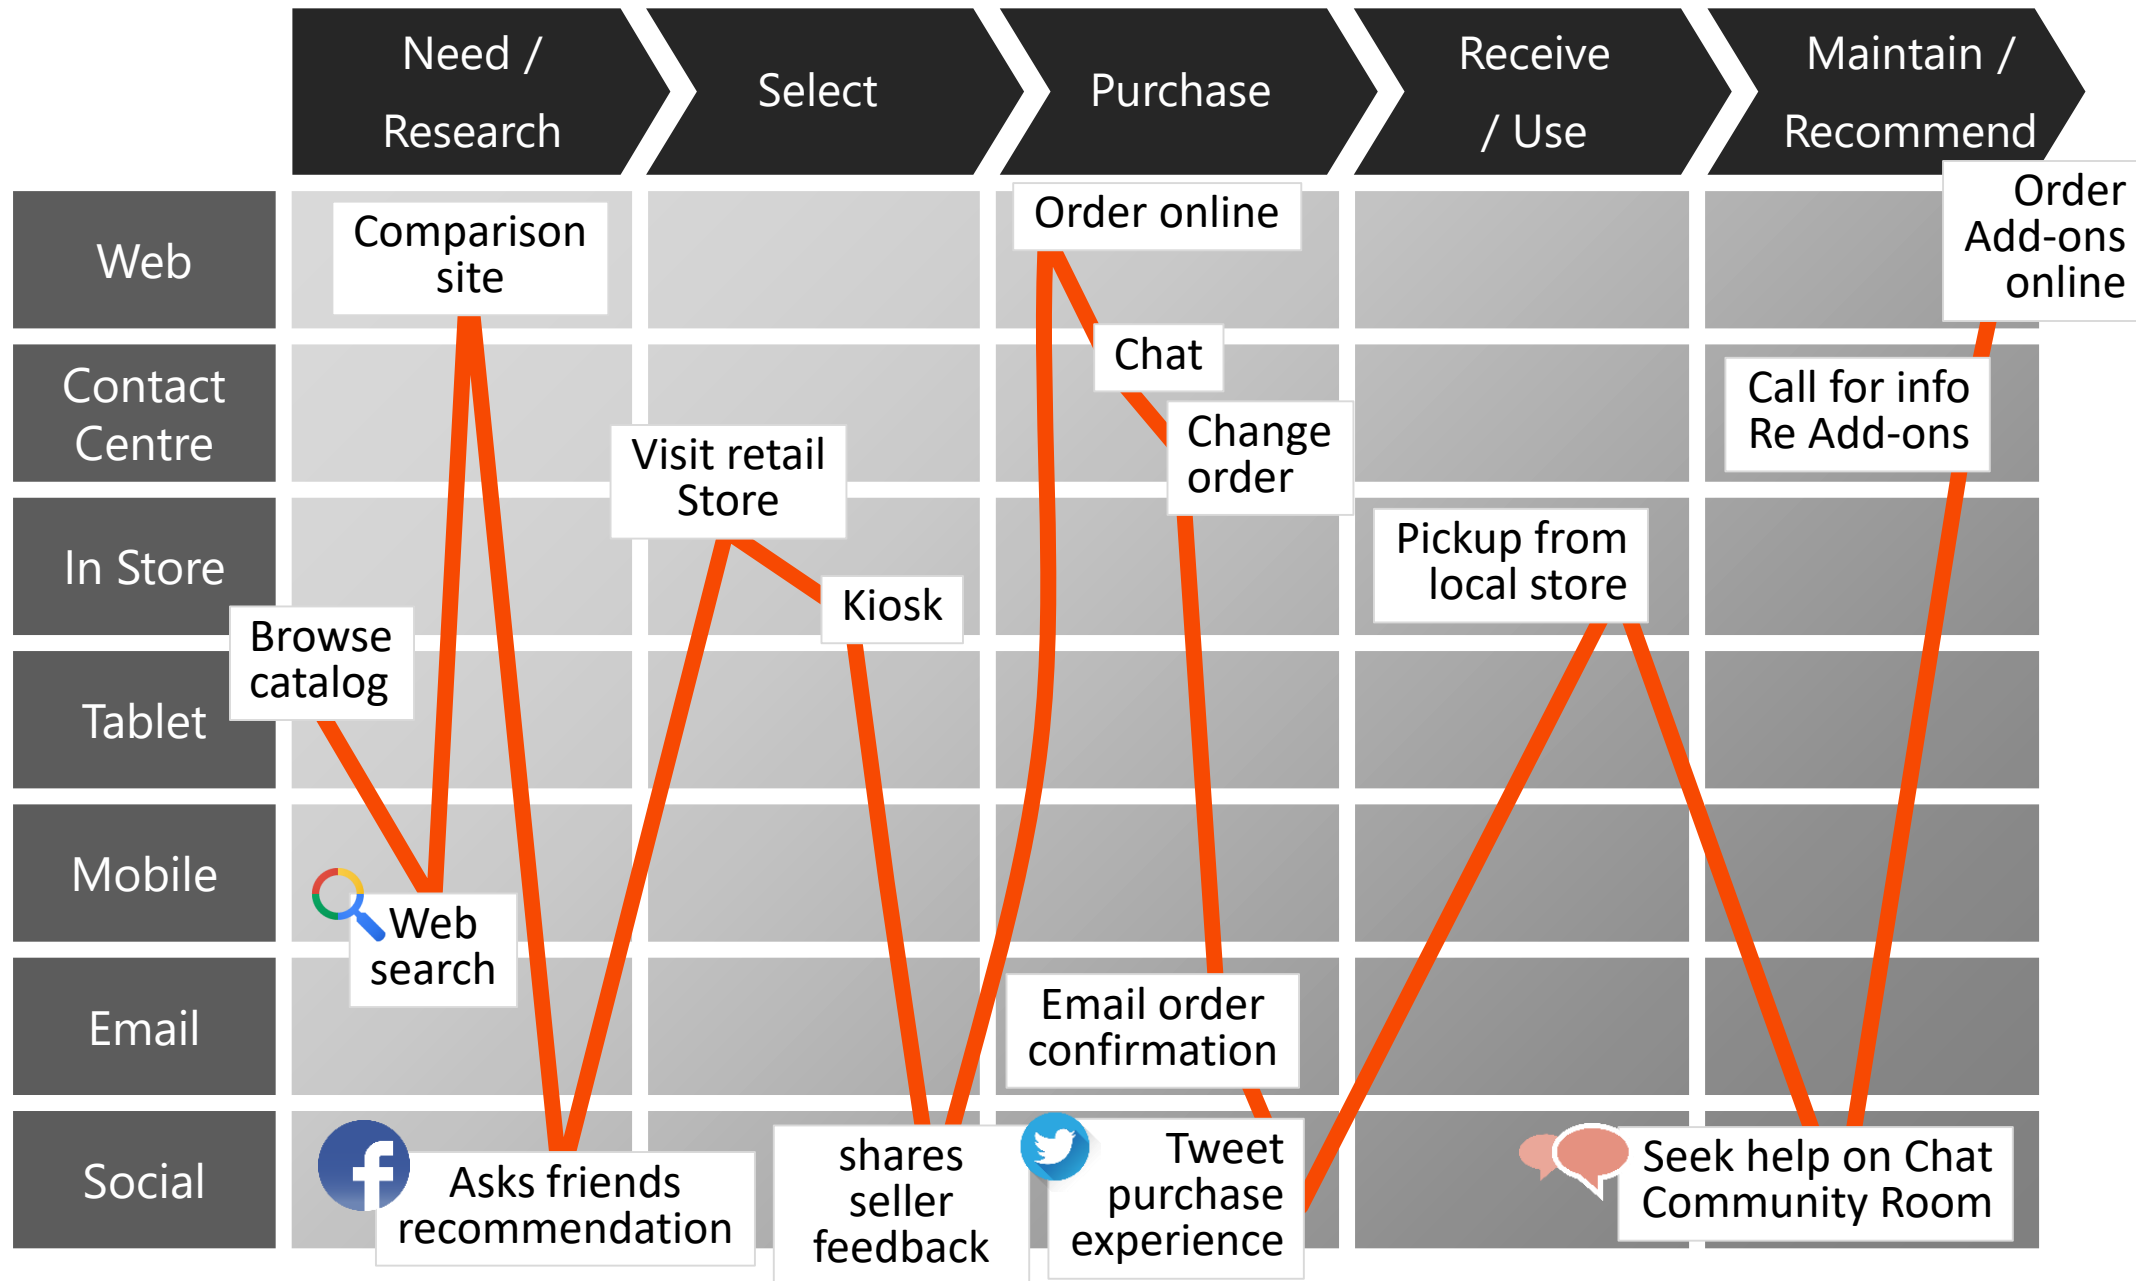 Need /
Research
Select
Purchase
Receive
/ Use
Maintain /
Recommend
Web
Comparison
site
Order online
Order
Add-ons
online
Contact
Centre
Chat
Change
order
Call for info
Re Add-ons
Visit retail
Store
In Store
Kiosk
Pickup from
local store
Browse
catalog
Tablet
Mobile
Web
search
Email
Email order
confirmation
Social
f
Asks friends
recommendation
shares
seller
feedback
Tweet
purchase
experience
Seek help on Chat
Community Room